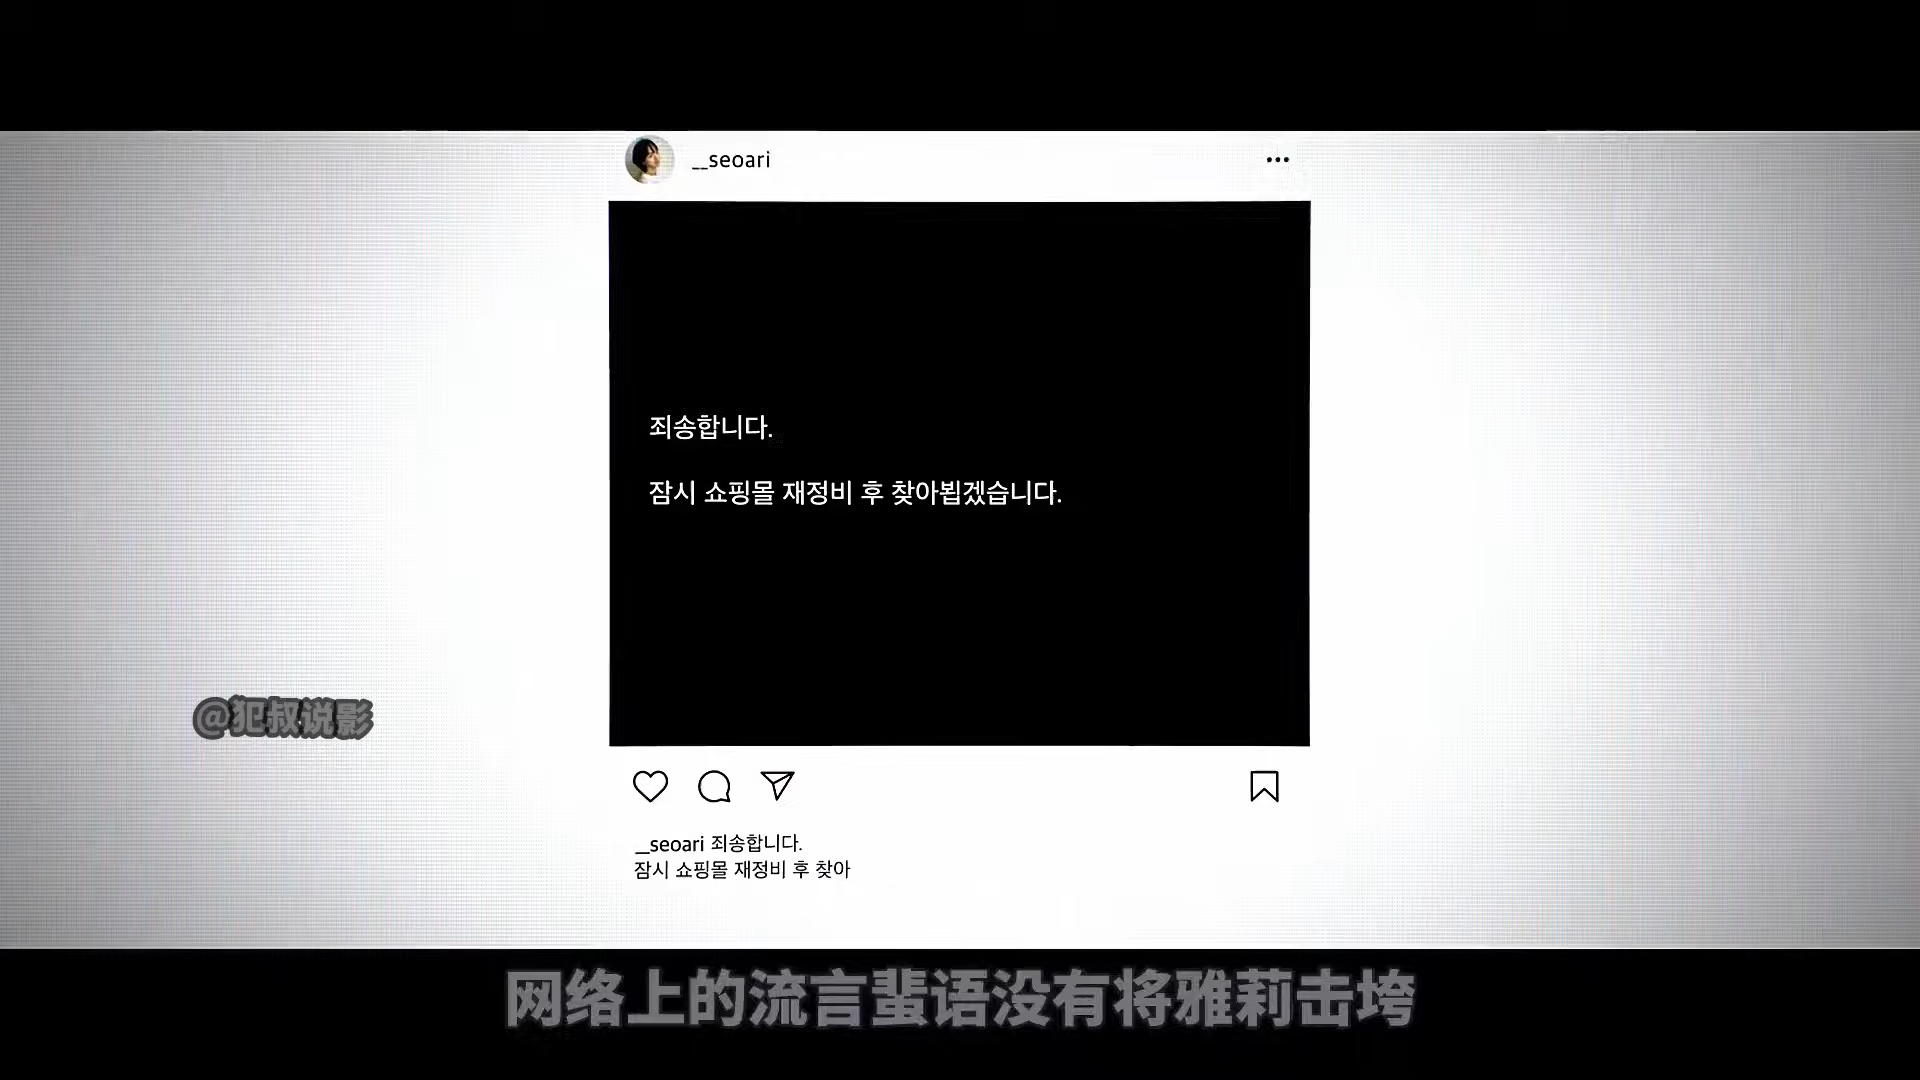 __seoari
죄송합니다.
잠시 쇼핑몰 재정비 후 찾아뵙겠습니다.
@犯叔说影
__seoari 죄송합니다.
잠시 쇼핑몰 재정비 후 찾아
网络上的流言蜚语没有将雅莉击垮